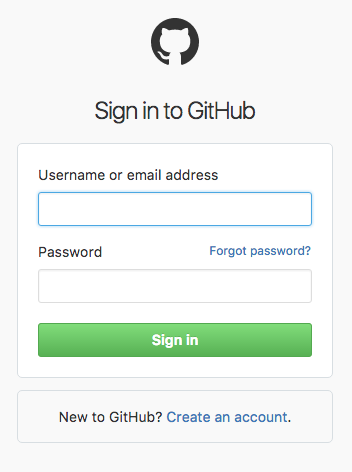 Sign in to GitHub
Username or email address
Password Forgot password?
Sign in
New to GitHub? Create an account.